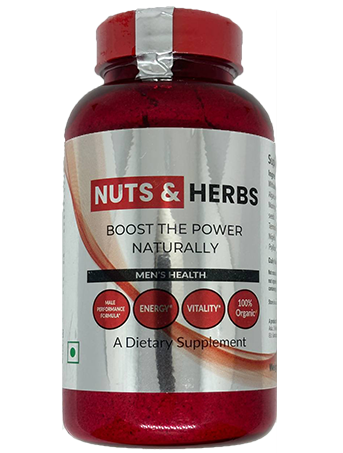 NUTS & HERBS
BOOST THE POWER
NATURALLY
MEN'S HEALTH
MALE
PERFORMANCE
FORMULA*
ENERGY*
VITALITY*
100%
Organic*
A Dietary Supplement